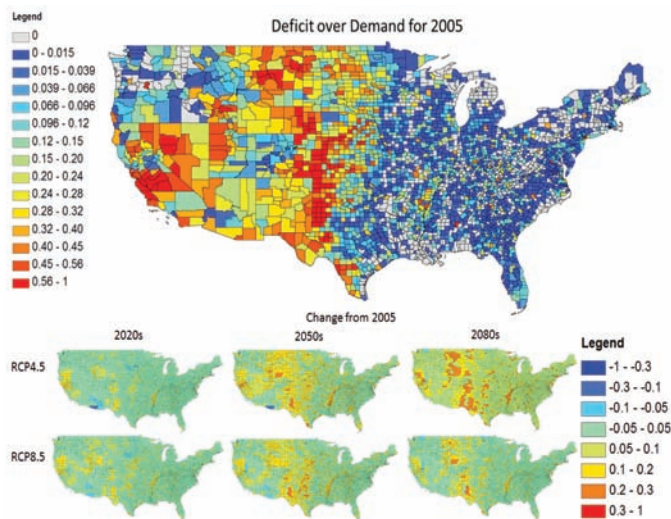 Legend
Deficit over Demand for 2005
0
0 - 0.015
0.015 - 0.039
0.039 - 0.066
0.066 - 0.096
0.096 - 0.12
0.12 - 0.15
0.15 - 0.20
0.20 - 0.24
0.24 - 0.28
0.28 - 0.32
0.32 - 0.40
0.40 - 0.45
0.45 - 0.56
0.56 - 1
Change from 2005
2020s
2050s
2080s
RCP4.5
RCP8.5
Legend
-1 - -0.3
-0.3 - -0.1
-0.1 - -0.05
-0.05 - 0.05
0.05 - 0.1
0.1 - 0.2
0.2 - 0.3
0.3 - 1